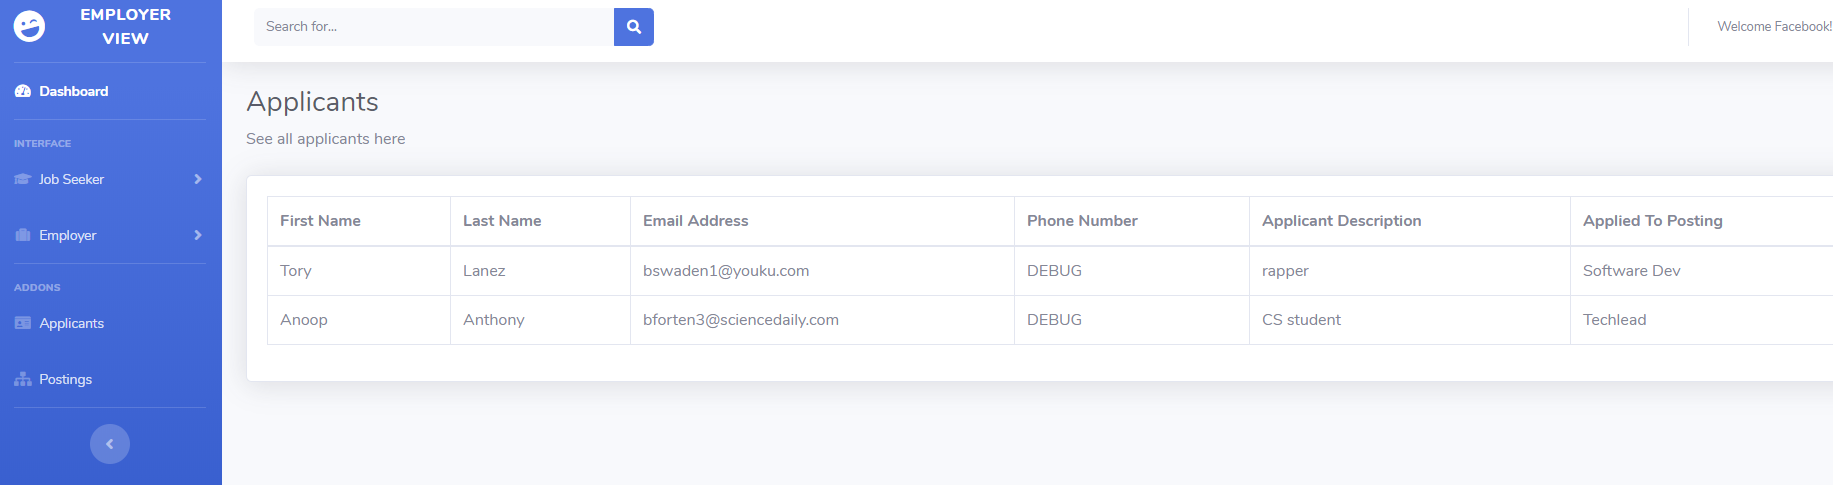 EMPLOYER
VIEW
Search for...
Welcome Facebook!
Dashboard
INTERFACE
Job Seeker
Employer
ADDONS
Applicants
Postings
Applicants
See all applicants here
First Name Last Name Email Address Phone Number Applicant Description Applied To Posting
Tory Lanez bswaden1@youku.com DEBUG rapper Software Dev
Anoop Anthony bforten3@sciencedaily.com DEBUG CS student Techlead